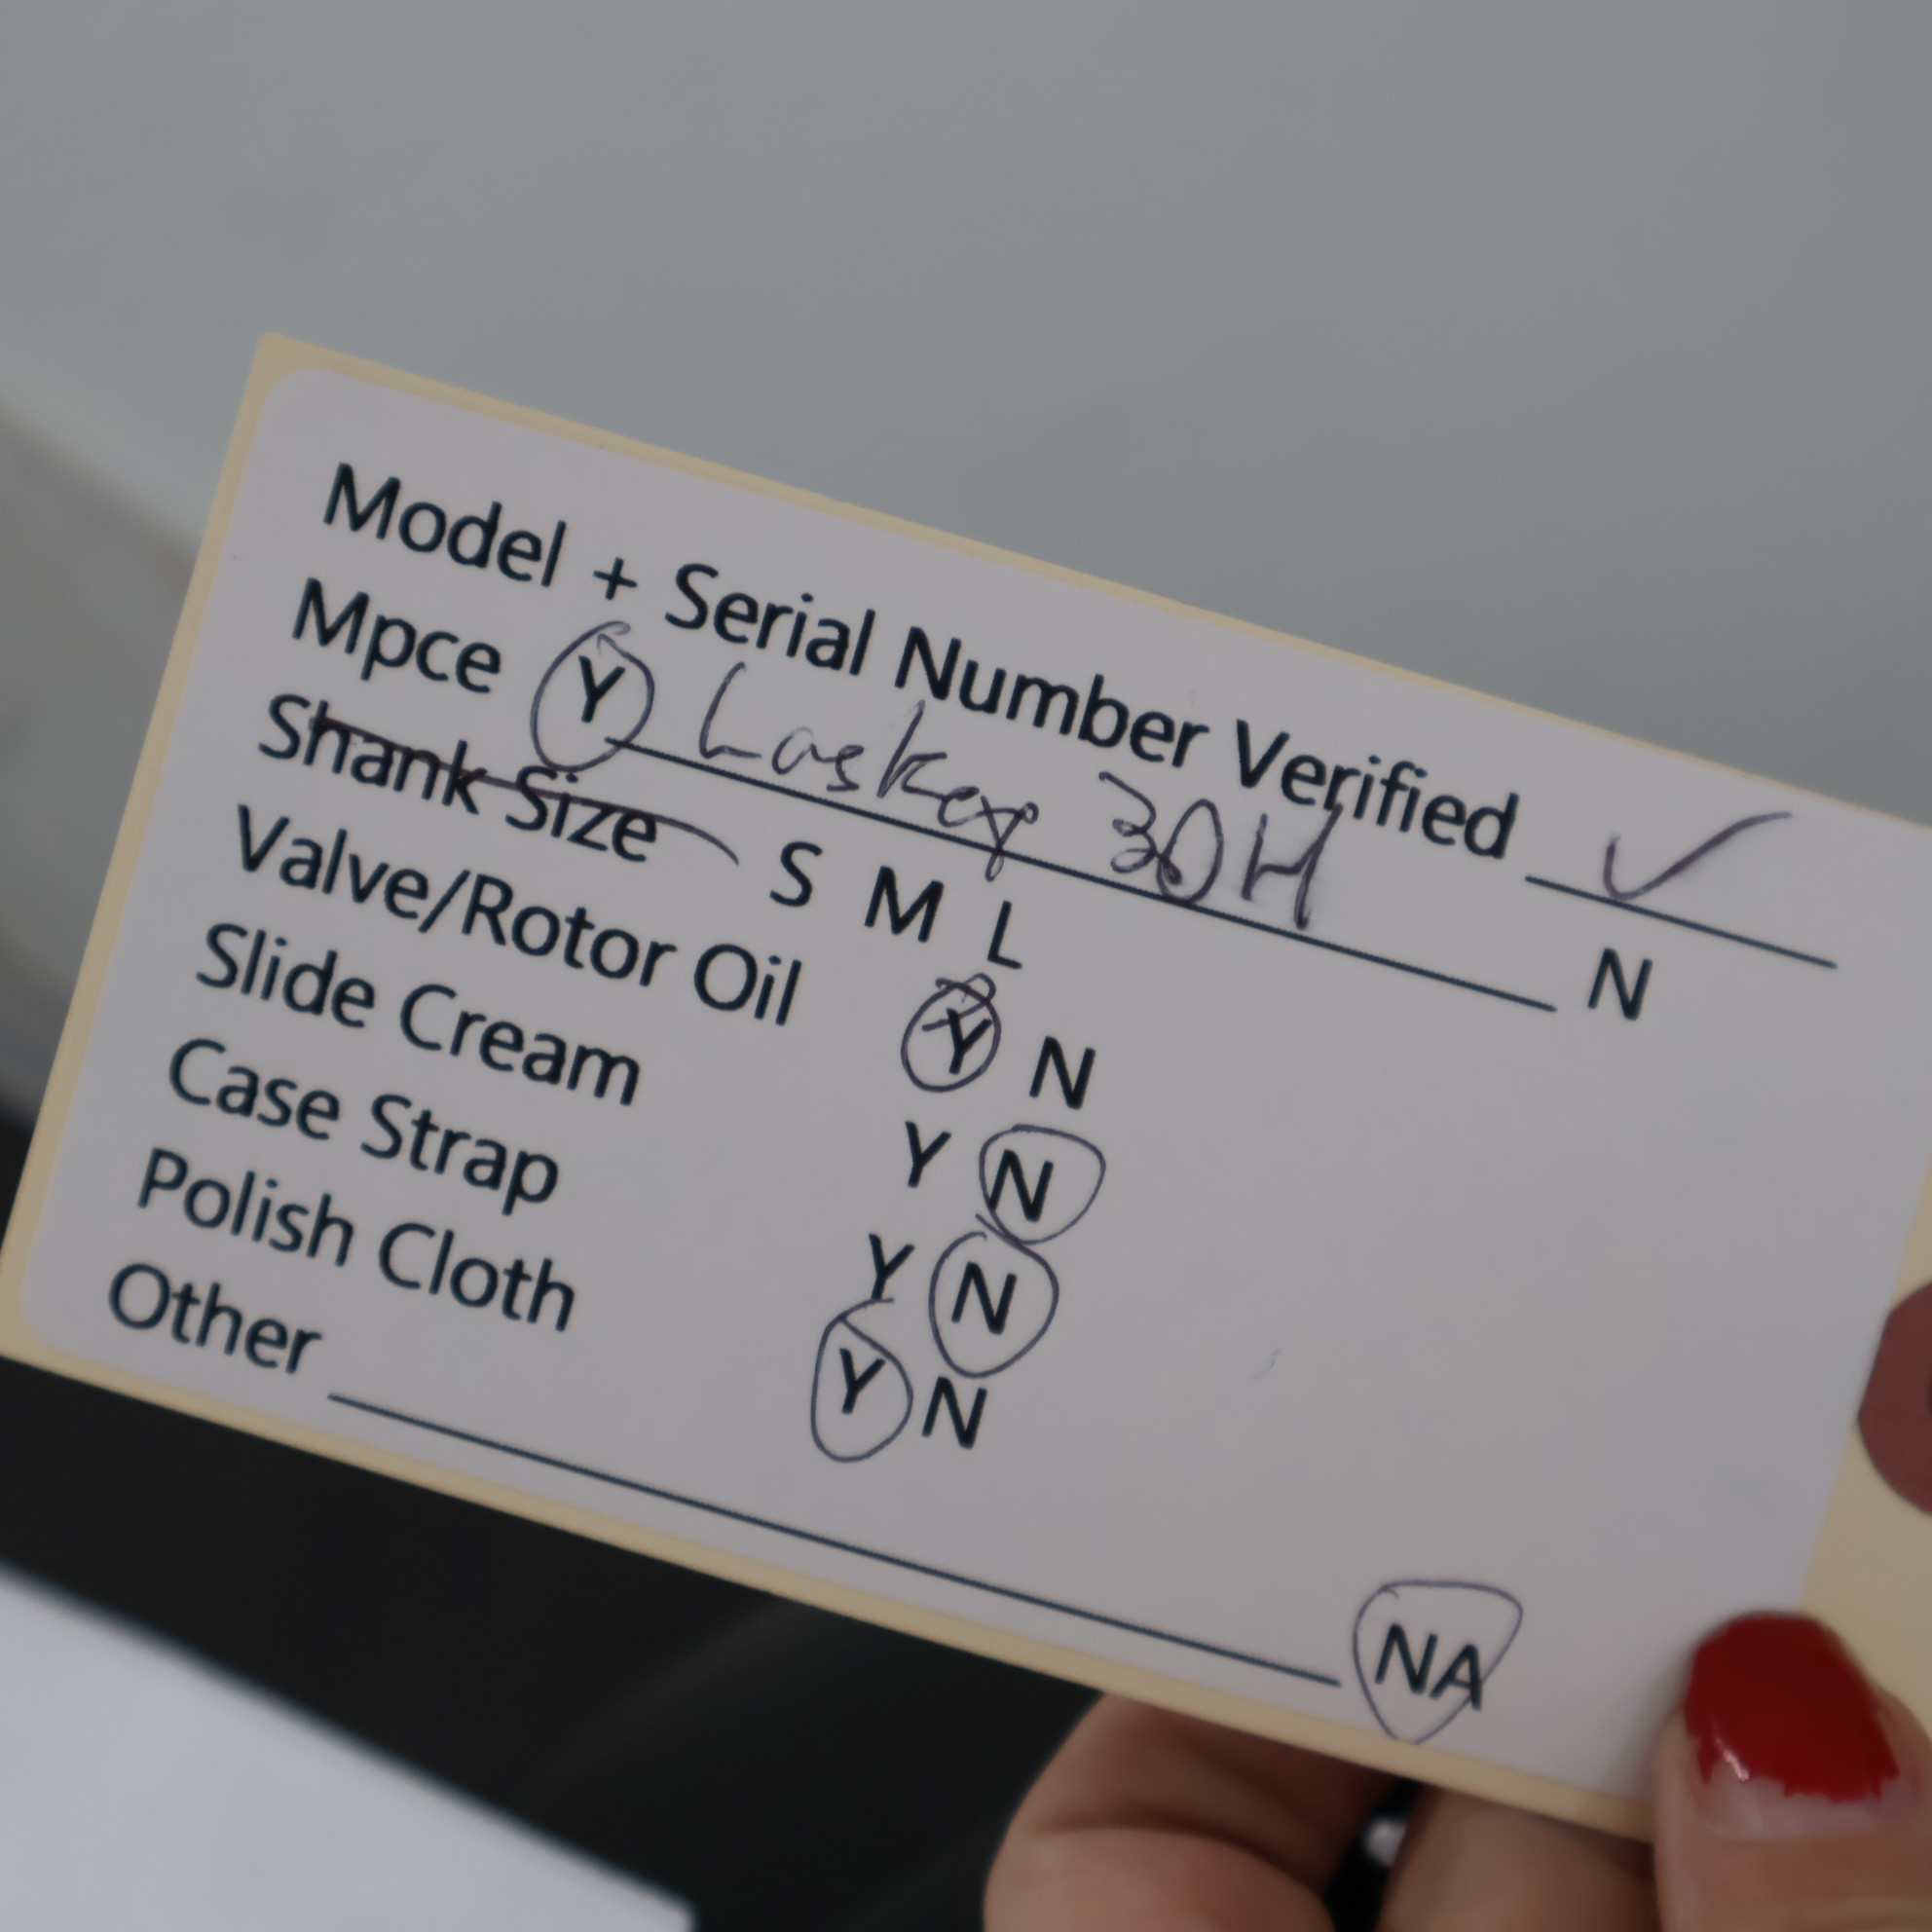 Model + Serial Number Verified ✓
Mpce Y Laskey 30H N
Shank Size S M L
Valve/Rotor Oil Y N
Slide Cream Y N
Case Strap Y N
Polish Cloth Y N
Other NA